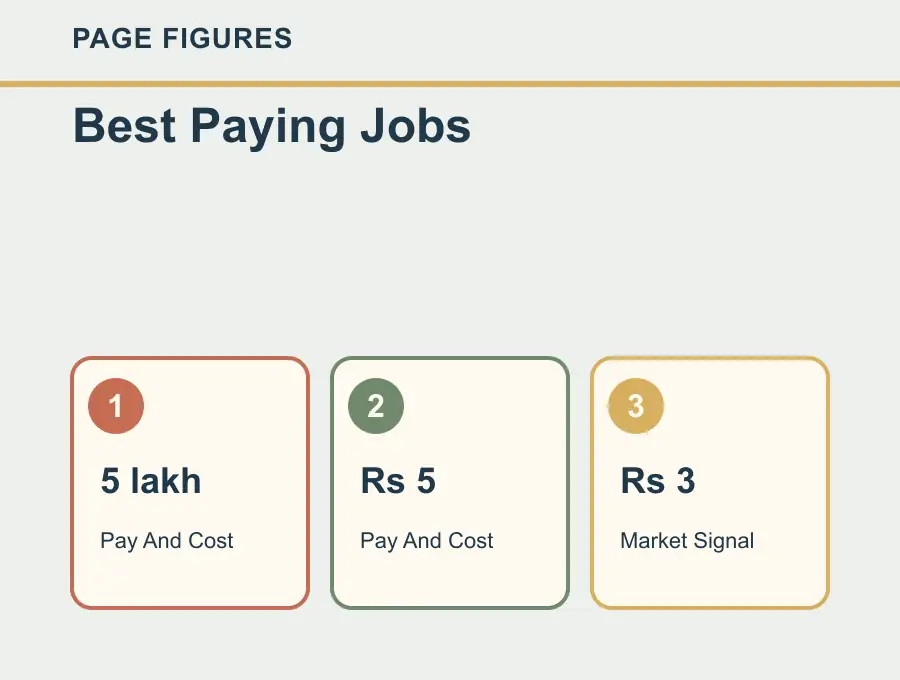 PAGE FIGURES
Best Paying Jobs
1
5 lakh
Pay And Cost
2
Rs 5
Pay And Cost
3
Rs 3
Market Signal